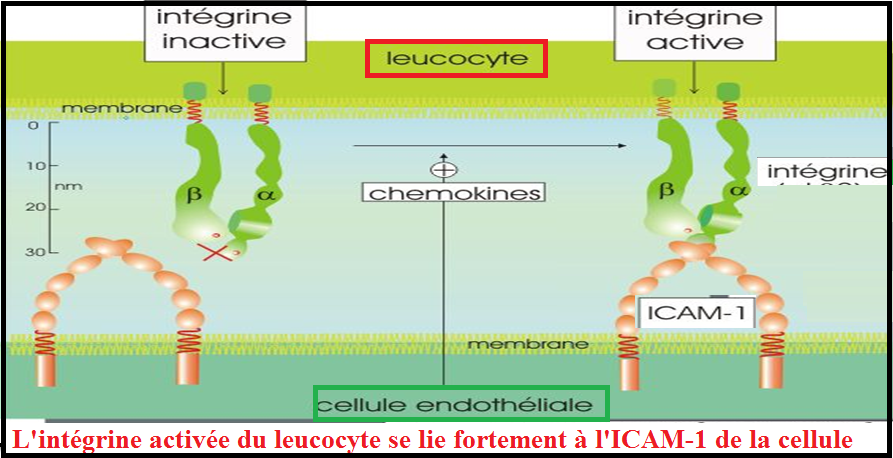 intégrine
inactive
intégrine
active
leucocyte
membrane
0
10
nm
20
30
β
α
⊕
chemokines
β
α
intégrine
ICAM-1
membrane
cellule endothéliale
L'intégrine activée du leucocyte se lie fortement à l'ICAM-1 de la cellule